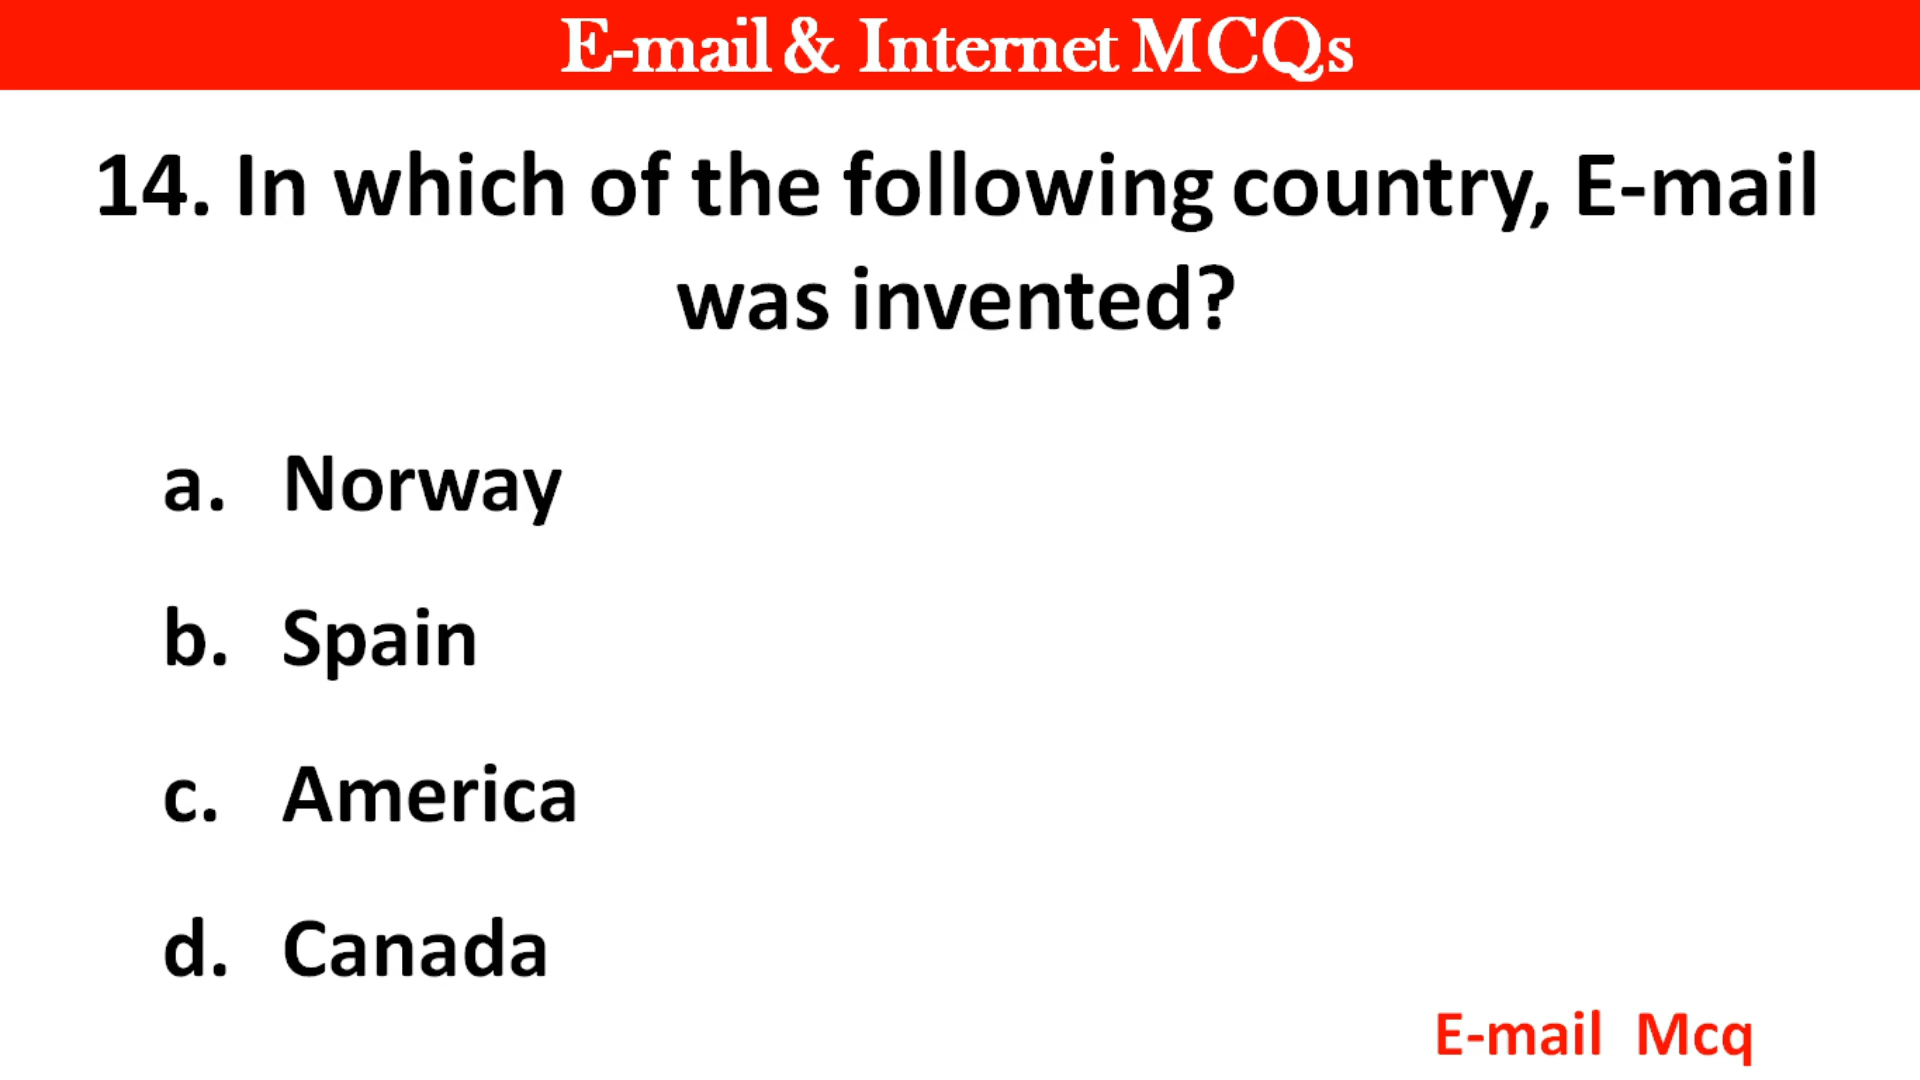 E-mail & Internet MCQs
14. In which of the following country, E-mail
was invented?
a. Norway
b. Spain
c. America
d. Canada
E-mail Mcq